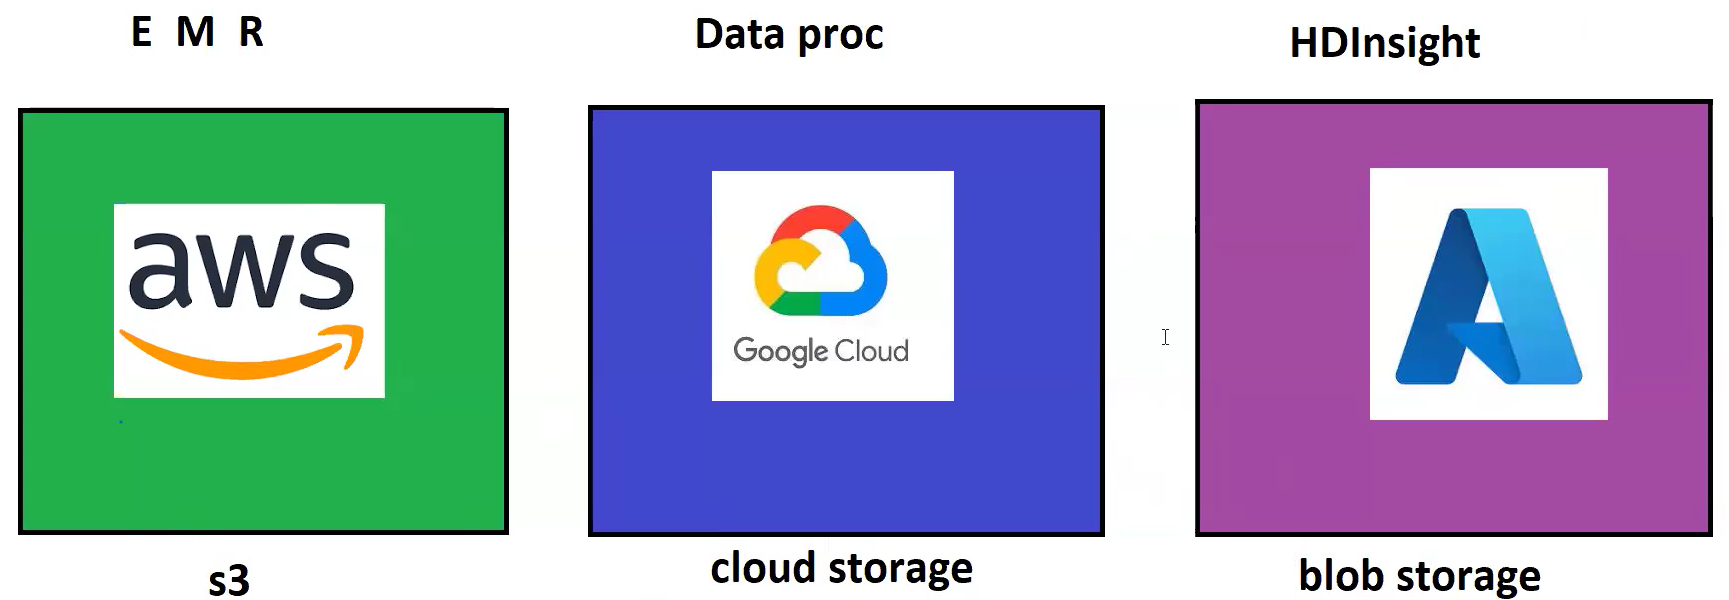 E M R
Data proc
HDInsight
aws
Google Cloud
s3
cloud storage
blob storage